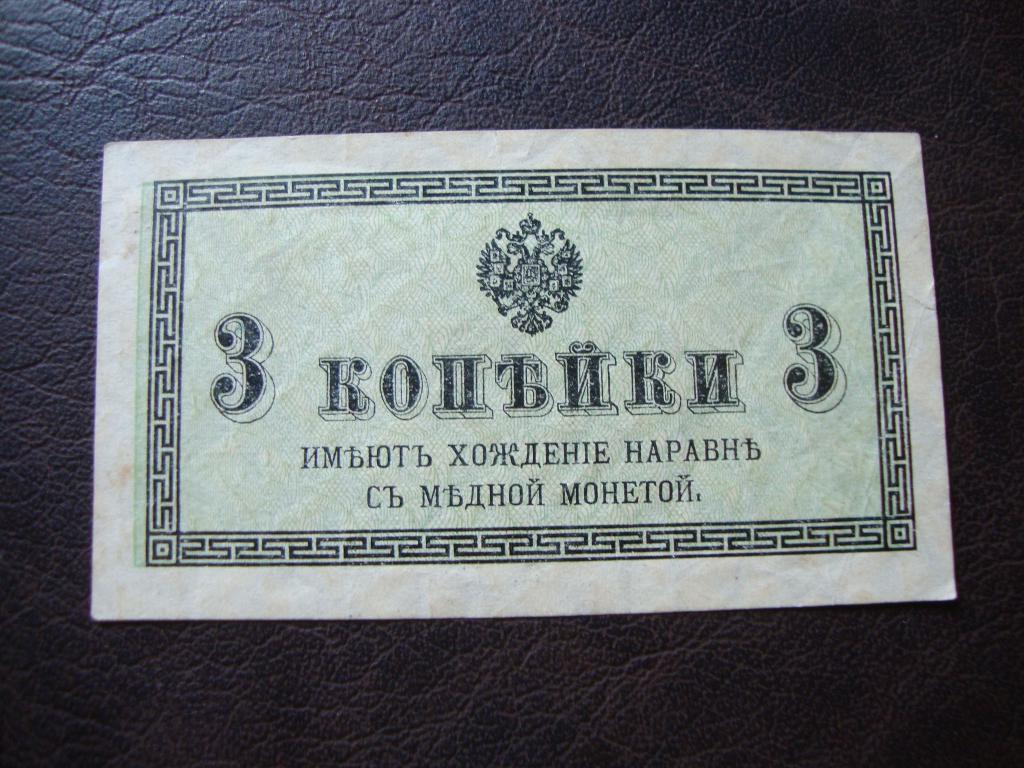 3 КОПѢЙКИ 3
ИМѢЮТЪ ХОЖДЕНІЕ НАРАВНѢ
СЪ МѢДНОЙ МОНЕТОЙ.